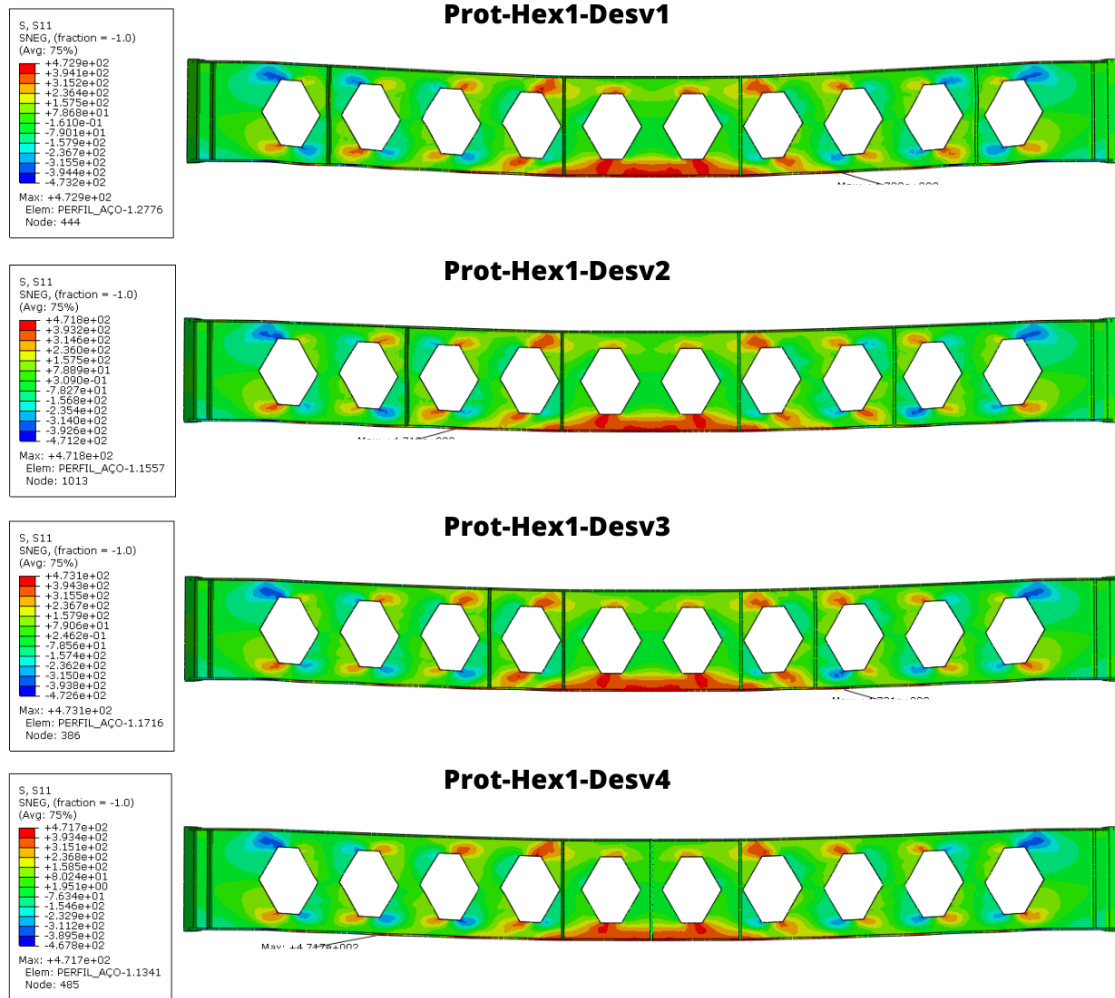 Prot-Hex1-Desv1
S, S11
SNEG, (fraction = -1.0)
(Avg: 75%)
+4.729e+02
+3.941e+02
+3.152e+02
+2.364e+02
+1.575e+02
+7.868e+01
-1.610e-01
-7.901e+01
-1.579e+02
-2.367e+02
-3.155e+02
-3.944e+02
-4.732e+02
Max: +4.729e+02
Elem: PERFIL_AÇO-1.2776
Node: 444
Prot-Hex1-Desv2
S, S11
SNEG, (fraction = -1.0)
(Avg: 75%)
+4.718e+02
+3.932e+02
+3.146e+02
+2.360e+02
+1.575e+02
+7.889e+01
+3.090e-01
-7.827e+01
-1.568e+02
-2.354e+02
-3.140e+02
-3.926e+02
-4.712e+02
Max: +4.718e+02
Elem: PERFIL_AÇO-1.1557
Node: 1013
Prot-Hex1-Desv3
S, S11
SNEG, (fraction = -1.0)
(Avg: 75%)
+4.731e+02
+3.943e+02
+3.155e+02
+2.367e+02
+7.906e+01
+2.462e-01
-7.856e+01
-1.574e+02
-2.362e+02
-3.150e+02
-3.938e+02
-4.726e+02
Max: +4.731e+02
Elem: PERFIL_AÇO-1.1716
Node: 386
Prot-Hex1-Desv4
S, S11
SNEG, (fraction = -1.0)
(Avg: 75%)
+4.717e+02
+3.934e+02
+3.151e+02
+2.368e+02
+1.585e+02
+8.024e+01
+1.951e+00
-7.634e+01
-1.546e+02
-2.329e+02
-3.112e+02
-3.895e+02
-4.678e+02
Max: +4.717e+02
Elem: PERFIL_AÇO-1.1341
Node: 485
Max: +4.717e+002